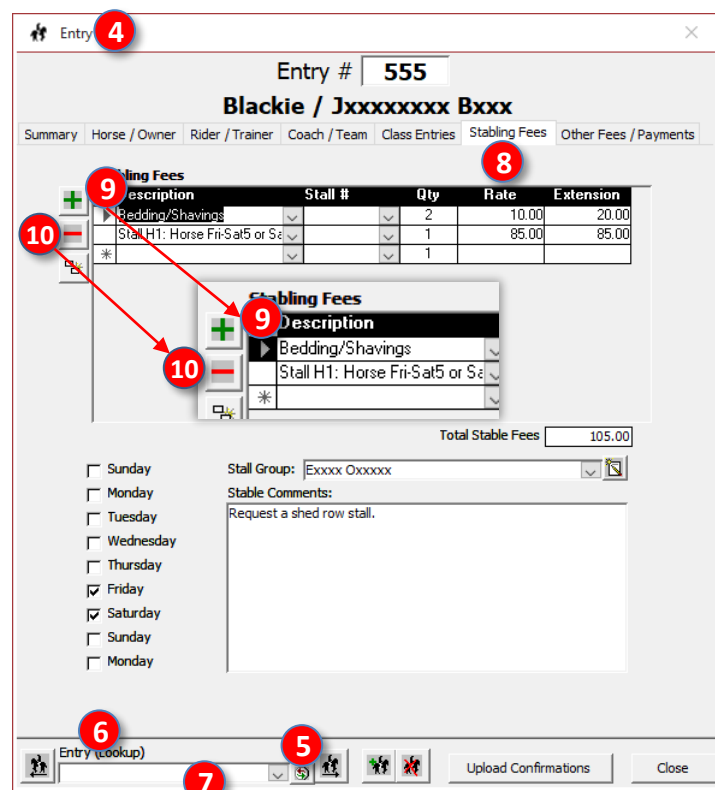 Entry 4
Entry # 555
Blackie / Jxxxxxxxx Bxxx
Summary Horse / Owner Rider / Trainer Coach / Team Class Entries Stabling Fees Other Fees / Payments
8
bling Fees
9
Description Stall # Qty Rate Extension
Bedding/Shavings 2 10.00 20.00
10 Stall H1: Horse Fri-Sat5 or Sa 1 85.00 85.00
* 1
Stabling Fees
9 Description
Bedding/Shavings
10 Stall H1: Horse Fri-Sat5 or Sa
*
Total Stable Fees 105.00
Sunday Stall Group: Exxxx Oxxxxx
Monday Stable Comments:
Tuesday Request a shed row stall.
Wednesday
Thursday
Friday
Saturday
Sunday
Monday
6 5
Entry (Lookup)
7
Upload Confirmations Close